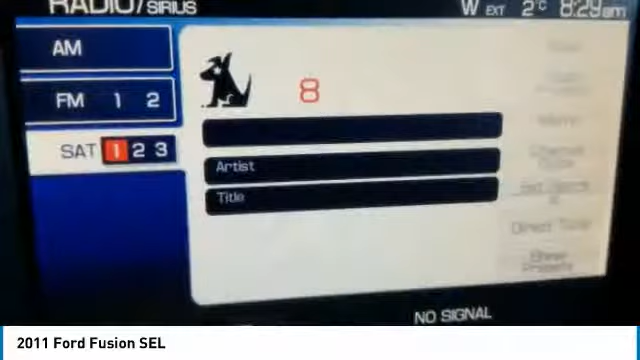 RADIO/SIRIUS
W EXT 2°C 8:29am
AM
FM 1 2
8
SAT 1 2 3
Artist
Title
Direct Tune
NO SIGNAL
2011 Ford Fusion SEL